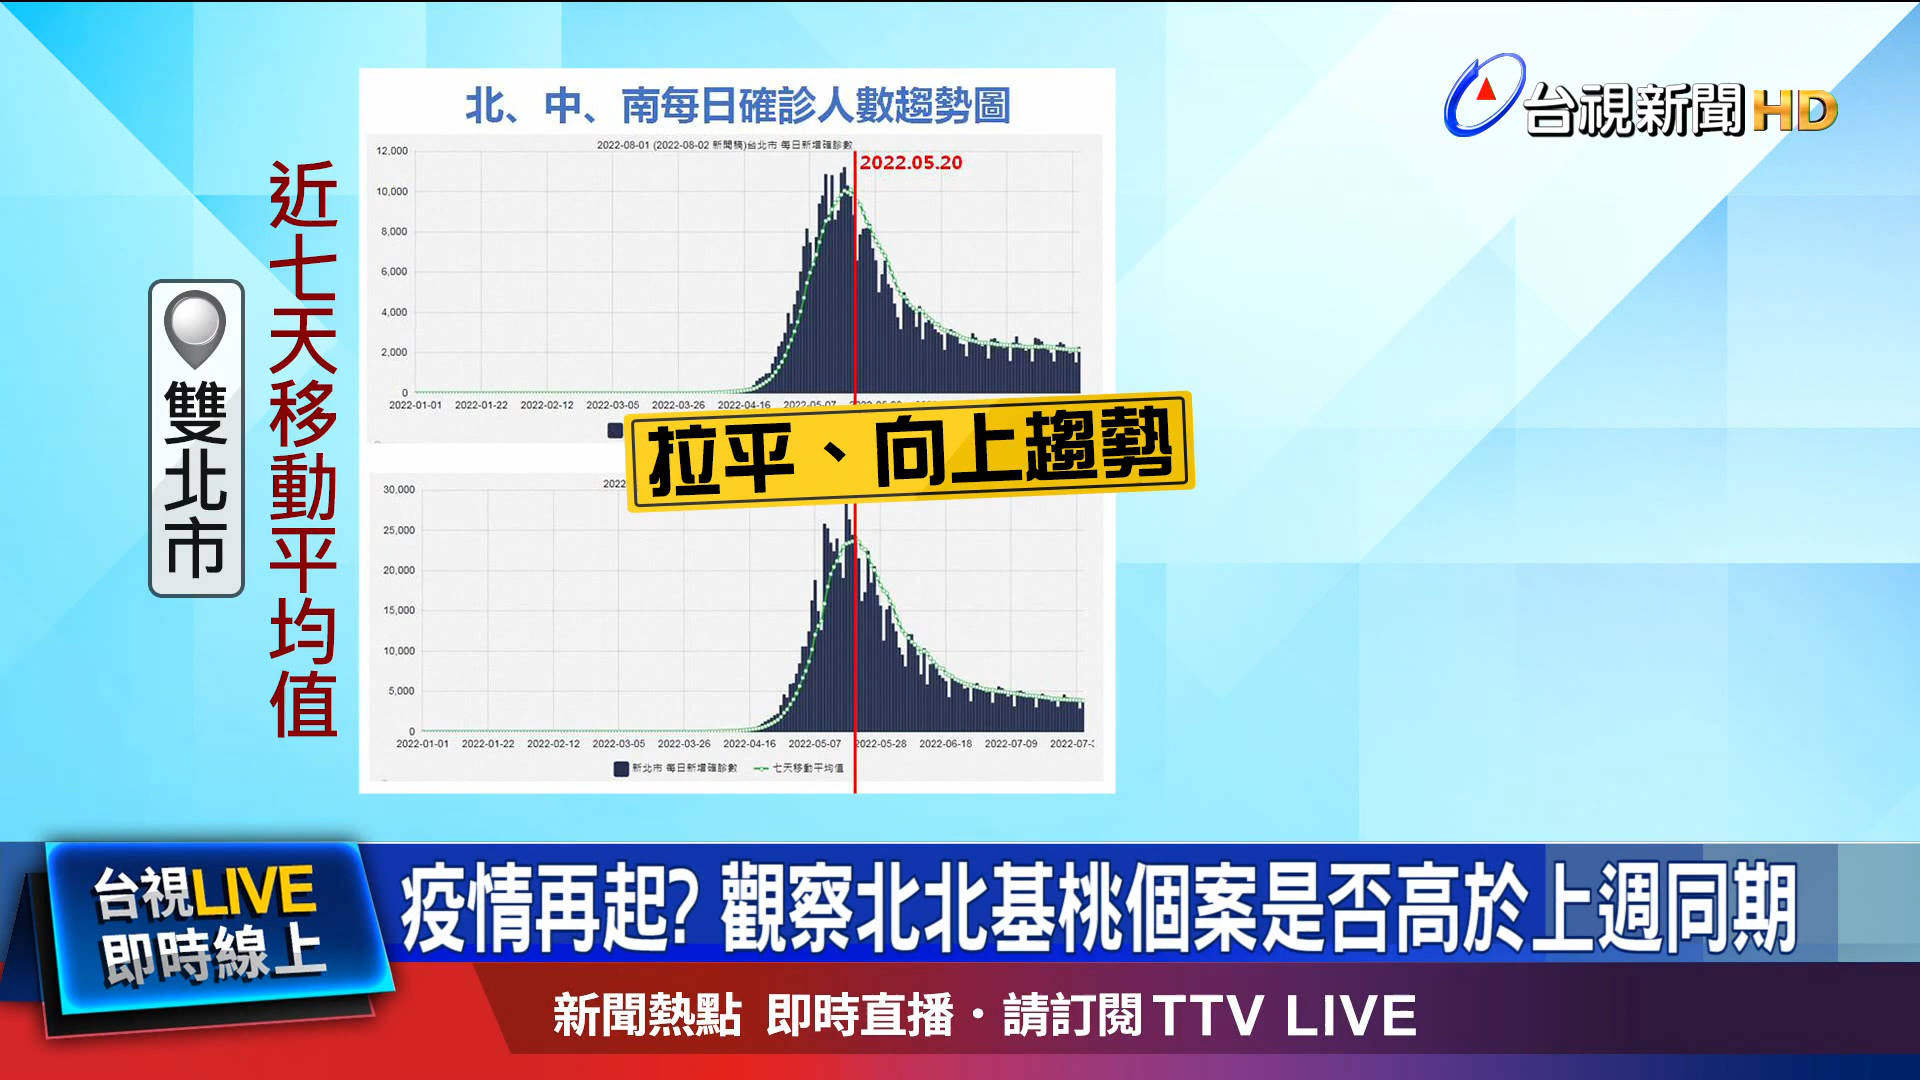 台視新聞HD
近七天移動平均值
雙北市
北、中、南每日確診人數趨勢圖
2022-08-01 (2022-08-02 新聞稿)台北市 每日新增確診數
2022.05.20
12,000
10,000
8,000
6,000
4,000
2,000
0
2022-01-01 2022-01-22 2022-02-12 2022-03-05 2022-03-26 2022-04-16 2022-05-07
拉平、向上趨勢
2022
30,000
25,000
20,000
15,000
10,000
5,000
0
2022-01-01 2022-01-22 2022-02-12 2022-03-05 2022-03-26 2022-04-16 2022-05-07 2022-05-28 2022-06-18 2022-07-09 2022-07-
新北市 每日新增確診數 七天移動平均值
台視LIVE
即時線上
疫情再起? 觀察北北基桃個案是否高於上週同期
新聞熱點 即時直播·請訂閱TTV LIVE